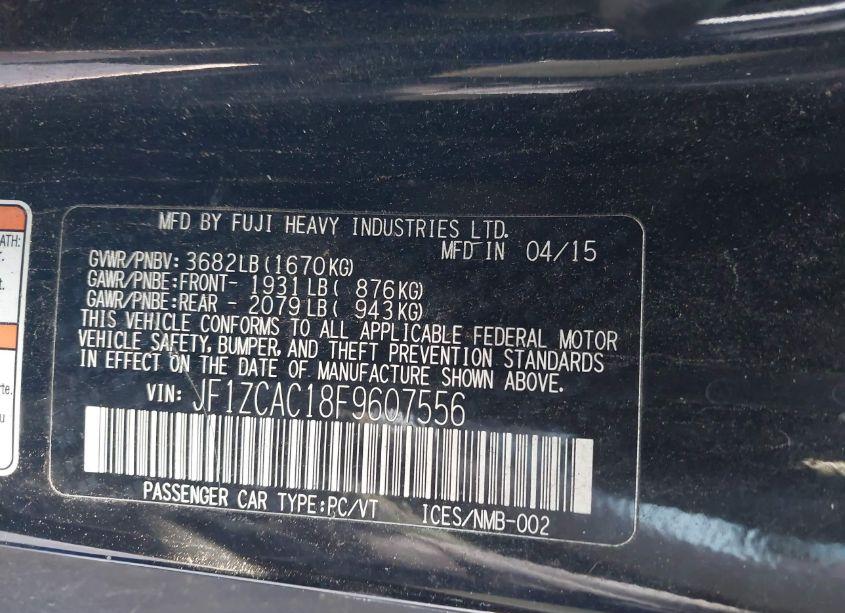 MFD BY FUJI HEAVY INDUSTRIES LTD.
MFD IN 04/15
GVWR/PNBV: 3682LB (1670KG)
GAWR/PNBE:FRONT- 1931LB( 876KG)
GAWR/PNBE:REAR - 2079LB( 943KG)
THIS VEHICLE CONFORMS TO ALL APPLICABLE FEDERAL MOTOR
VEHICLE SAFETY, BUMPER, AND THEFT PREVENTION STANDARDS
IN EFFECT ON THE DATE OF MANUFACTURE SHOWN ABOVE.
VIN: JF1ZCAC18F9607556
PASSENGER CAR TYPE:PC/VT ICES/NMB-002